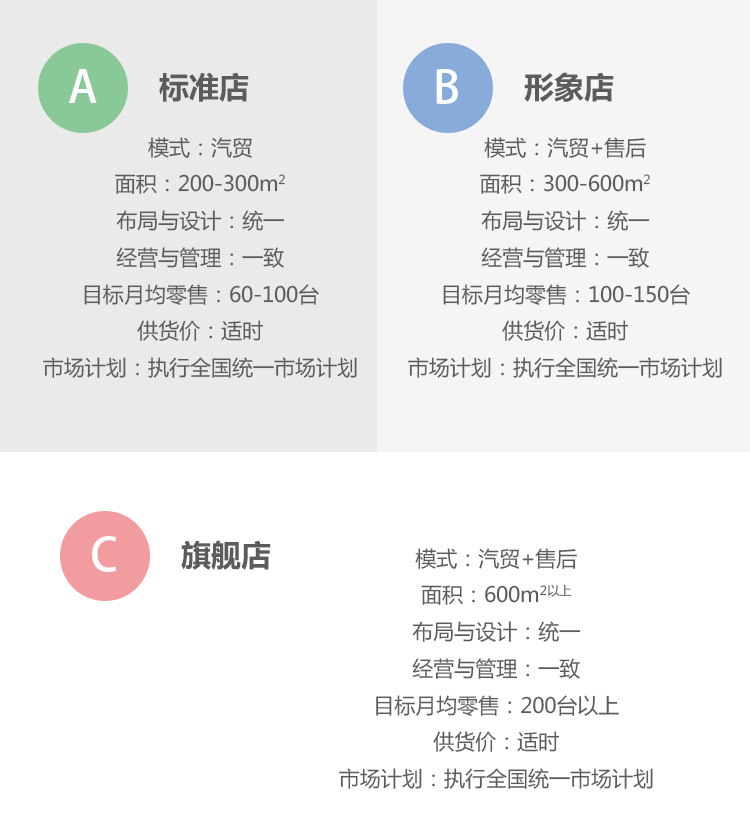 A
标准店
模式：汽贸
面积：200-300m²
布局与设计：统一
经营与管理：一致
目标月均零售：60-100台
供货价：适时
市场计划：执行全国统一市场计划
B
形象店
模式：汽贸+售后
面积：300-600m²
布局与设计：统一
经营与管理：一致
目标月均零售：100-150台
供货价：适时
市场计划：执行全国统一市场计划
C
旗舰店
模式：汽贸+售后
面积：600m²以上
布局与设计：统一
经营与管理：一致
目标月均零售：200台以上
供货价：适时
市场计划：执行全国统一市场计划